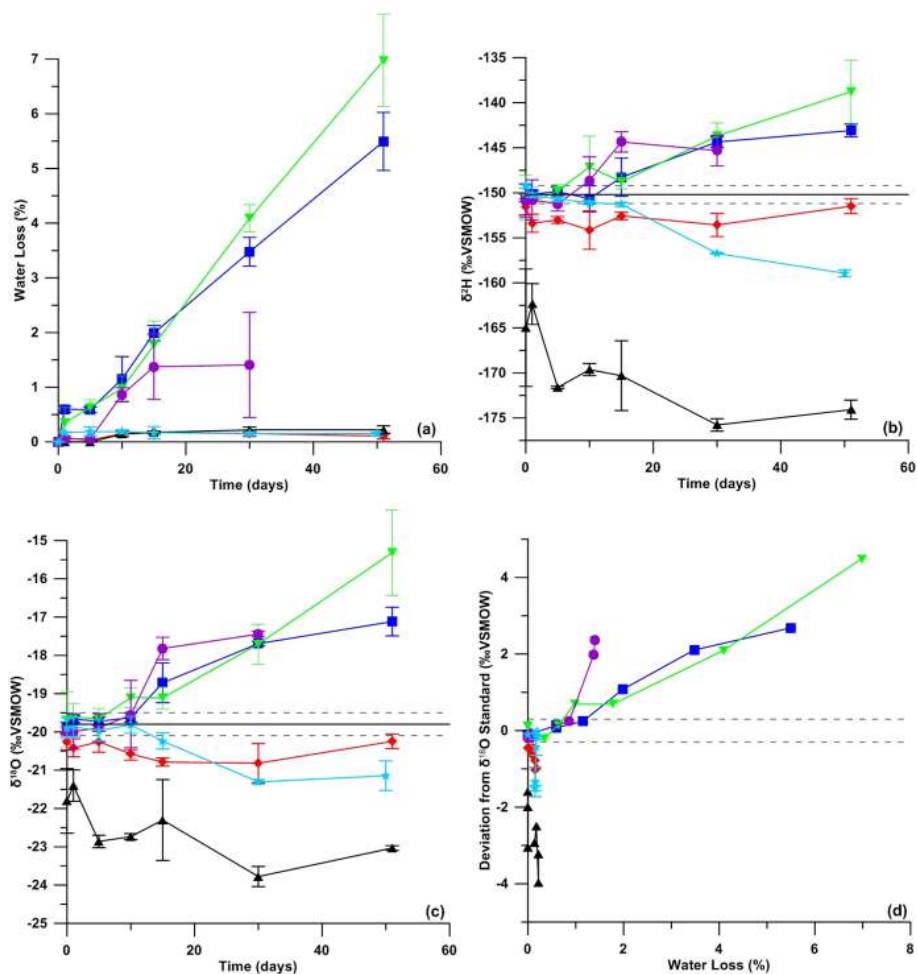 7
6
5
4
3
2
1
0
Water Loss (%)
0 20 40 60
Time (days)
(a)
-135
-140
-145
-150
-155
-160
-165
-170
-175
δ²H (‰VSMOW)
0 20 40 60
Time (days)
(b)
-15
-16
-17
-18
-19
-20
-21
-22
-23
-24
-25
δ¹⁸O (‰VSMOW)
0 20 40 60
Time (days)
(c)
4
2
0
-2
-4
Deviation from δ¹⁸O Standard (‰VSMOW)
0 2 4 6 8
Water Loss (%)
(d)